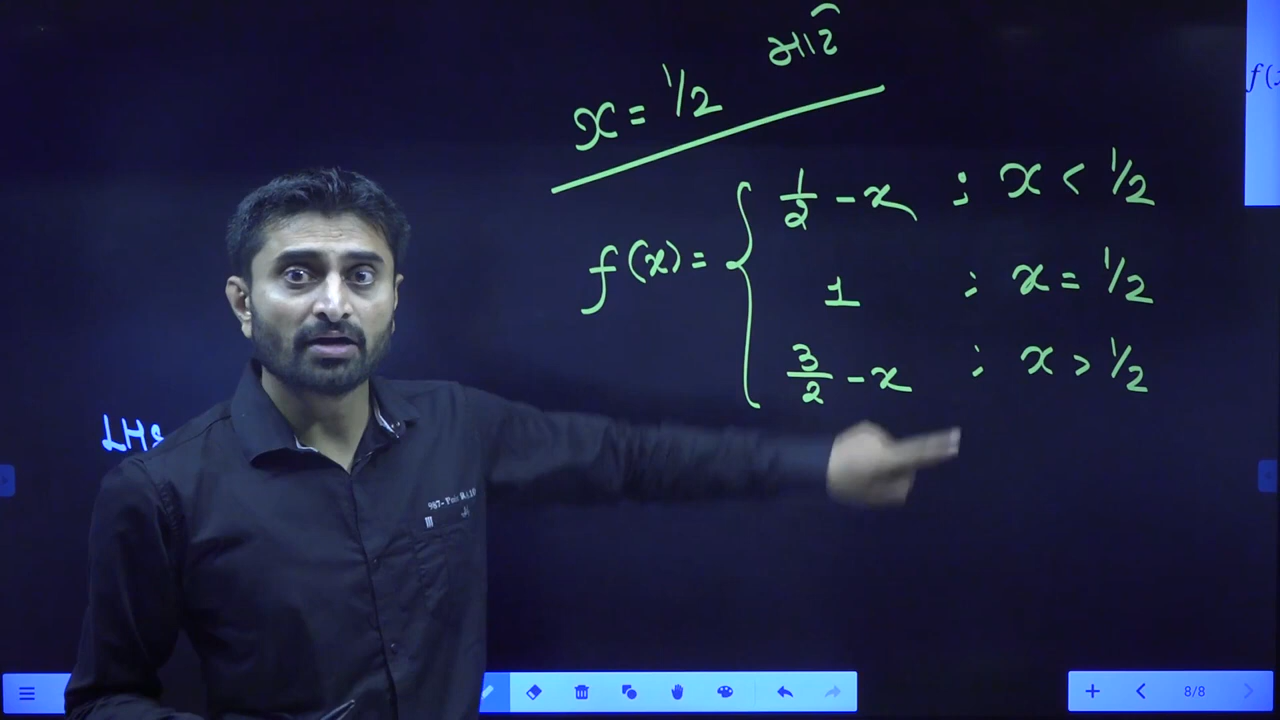 x = 1/2 માટે
f(x) = { 1/2 - x ; x < 1/2
1 ; x = 1/2
3/2 - x ; x > 1/2
LHS
8/8